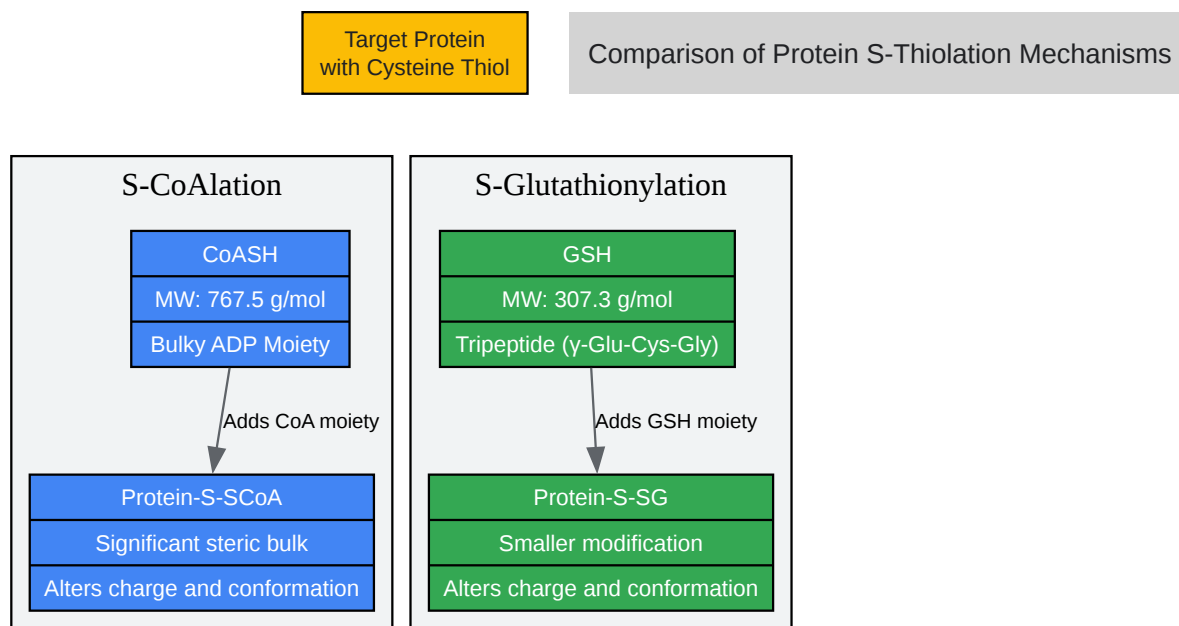 Target Protein
with Cysteine Thiol
Comparison of Protein S-Thiolation Mechanisms
S-CoAlation
CoASH
MW: 767.5 g/mol
Bulky ADP Moiety
Adds CoA moiety
Protein-S-SCoA
Significant steric bulk
Alters charge and conformation
S-Glutathionylation
GSH
MW: 307.3 g/mol
Tripeptide (γ-Glu-Cys-Gly)
Adds GSH moiety
Protein-S-SG
Smaller modification
Alters charge and conformation